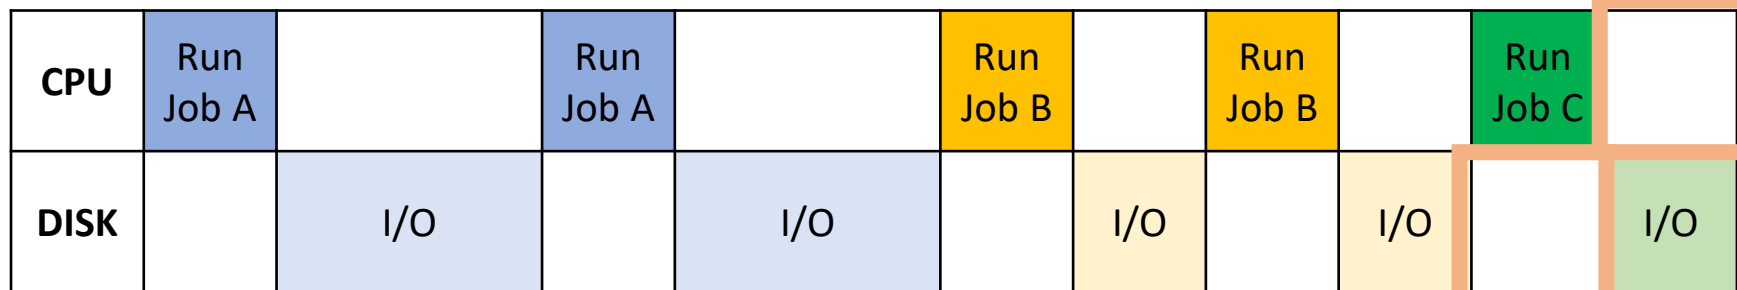 CPU
Run
Job A
Run
Job A
Run
Job B
Run
Job B
Run
Job C
DISK
I/O
I/O
I/O
I/O
I/O